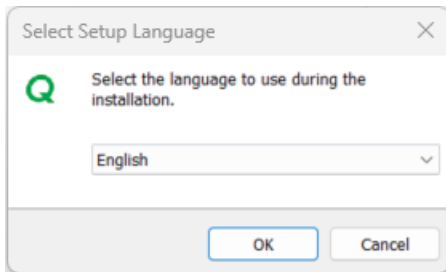 Select Setup Language
Q
Select the language to use during the
installation.
English
OK
Cancel